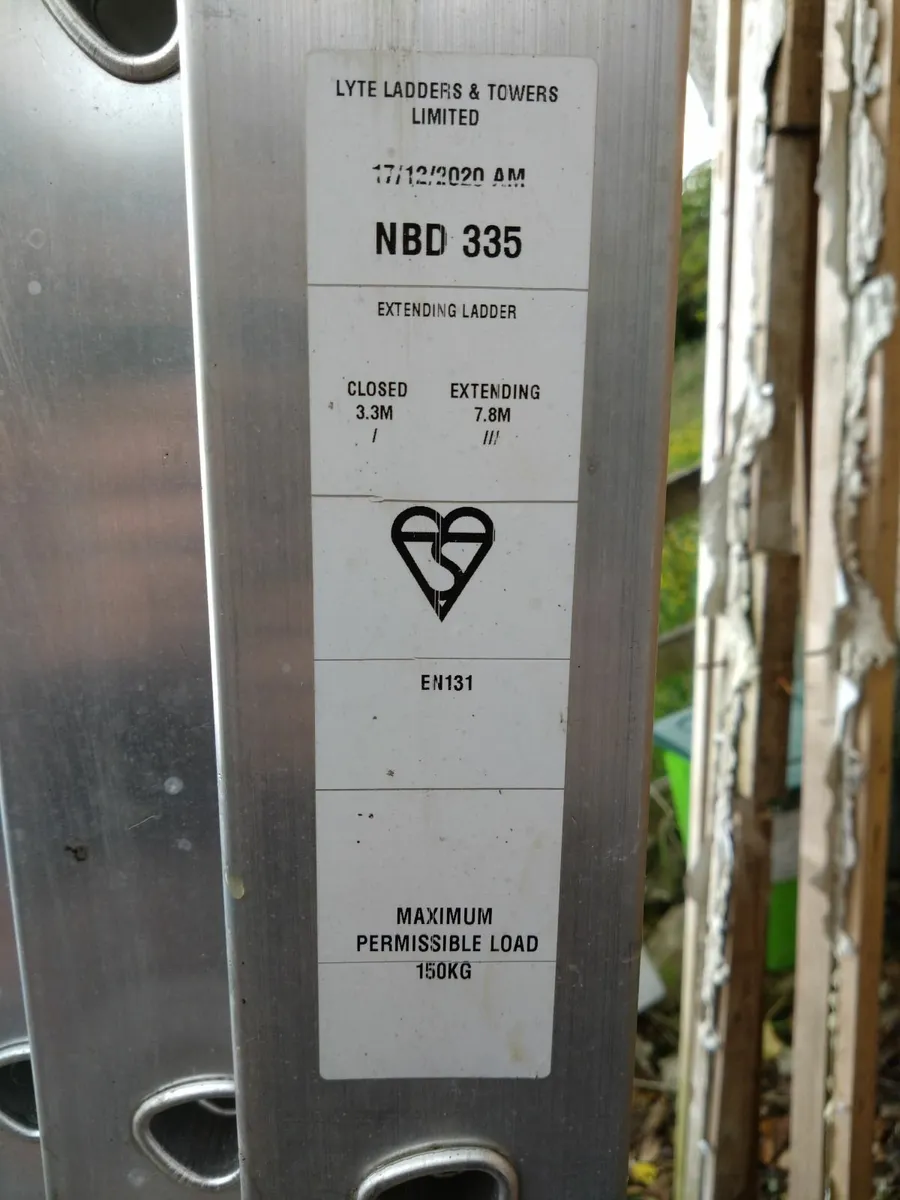 LYTE LADDERS & TOWERS
LIMITED
17/12/2020 AM
NBD 335
EXTENDING LADDER
CLOSED EXTENDING
3.3M 7.8M
/ ///
EN131
MAXIMUM
PERMISSIBLE LOAD
150KG